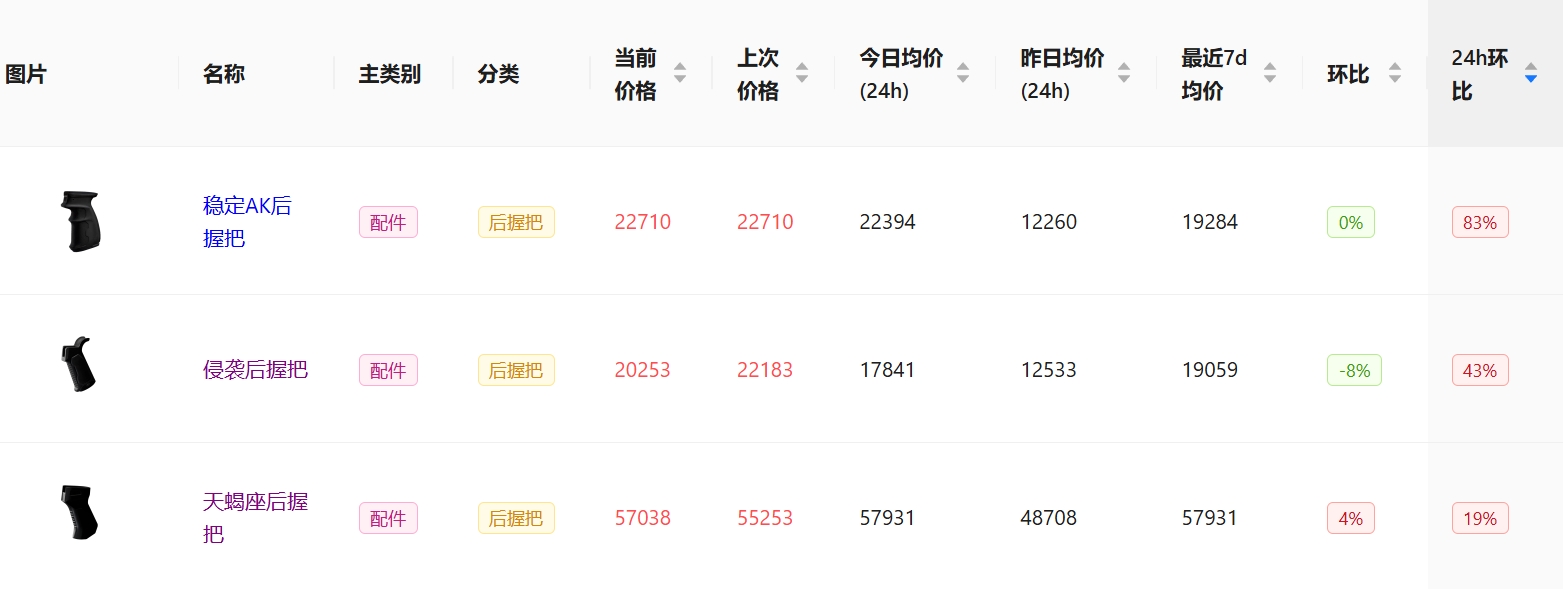 图片 名称 主类别 分类 当前价格 上次价格 今日均价(24h) 昨日均价(24h) 最近7d均价 环比 24h环比
稳定AK后握把 配件 后握把 22710 22710 22394 12260 19284 0% 83%
侵袭后握把 配件 后握把 20253 22183 17841 12533 19059 -8% 43%
天蝎座后握把 配件 后握把 57038 55253 57931 48708 57931 4% 19%